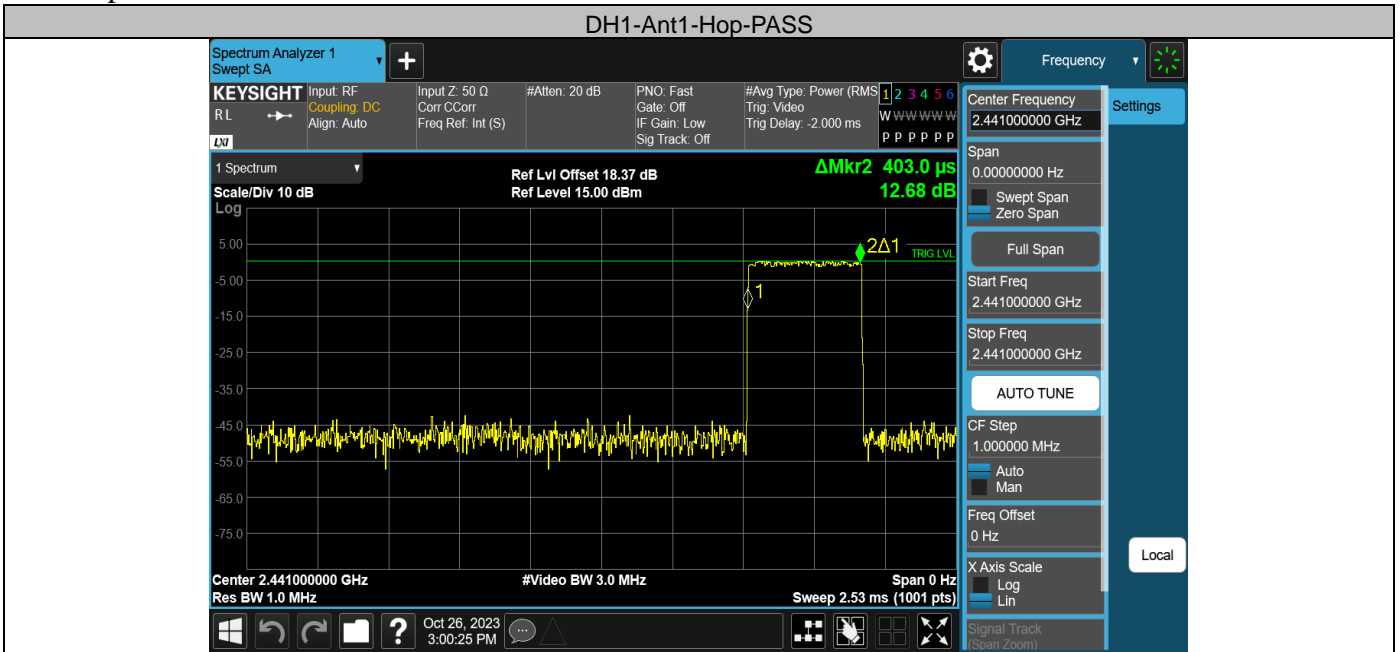 DH1-Ant1-Hop-PASS
Spectrum Analyzer 1
Swept SA
+
Frequency
KEYSIGHT
RL
LXI
Input: RF
Coupling: DC
Align: Auto
Input Z: 50 Ω
Corr CCorr
Freq Ref: Int (S)
#Atten: 20 dB
PNO: Fast
Gate: Off
IF Gain: Low
Sig Track: Off
#Avg Type: Power (RMS
Trig: Video
Trig Delay: -2.000 ms
1 2 3 4 5 6
W W W W W W
P P P P P P
1 Spectrum
Scale/Div 10 dB
Log
Ref Lvl Offset 18.37 dB
Ref Level 15.00 dBm
ΔMkr2 403.0 µs
12.68 dB
5.00
-5.00
-15.0
-25.0
-35.0
-45.0
-55.0
-65.0
-75.0
2Δ1
TRIG LVL
1
Center 2.441000000 GHz
Res BW 1.0 MHz
#Video BW 3.0 MHz
Span 0 Hz
Sweep 2.53 ms (1001 pts)
Center Frequency
2.441000000 GHz
Settings
Span
0.00000000 Hz
Swept Span
Zero Span
Full Span
Start Freq
2.441000000 GHz
Stop Freq
2.441000000 GHz
AUTO TUNE
CF Step
1.000000 MHz
Auto
Man
Freq Offset
0 Hz
X Axis Scale
Log
Lin
Local
Signal Track
(Span Zoom)
?
Oct 26, 2023
3:00:25 PM